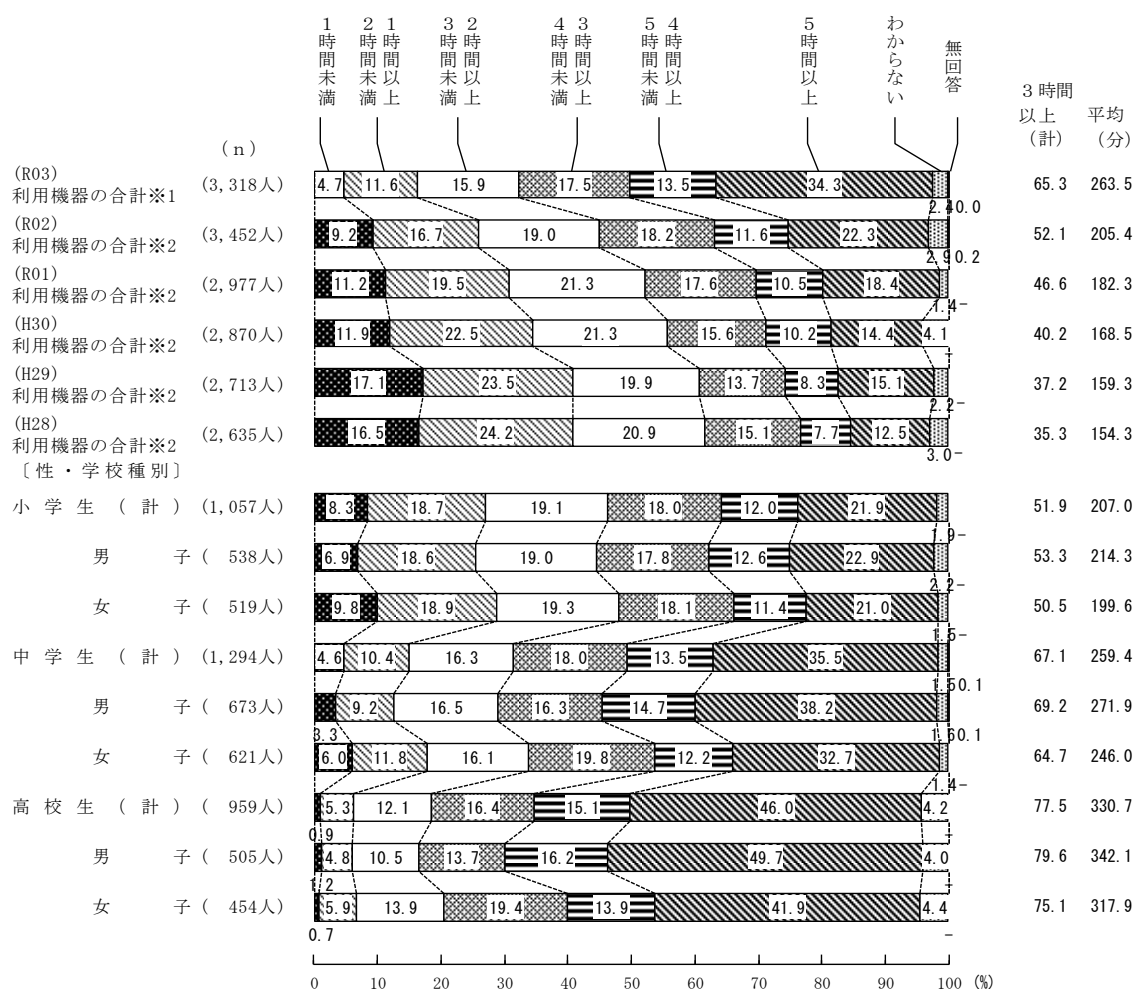 1時間未満
1時間以上
2時間未満
2時間以上
3時間未満
3時間以上
4時間未満
4時間以上
5時間未満
5時間以上
わからない
無回答
3時間以上(計)
平均(分)
(n)
(R03)
利用機器の合計※1 (3,318人) 4.7 11.6 15.9 17.5 13.5 34.3 2.4 0.0 65.3 263.5
(R02)
利用機器の合計※2 (3,452人) 9.2 16.7 19.0 18.2 11.6 22.3 2.9 0.2 52.1 205.4
(R01)
利用機器の合計※2 (2,977人) 11.2 19.5 21.3 17.6 10.5 18.4 1.4 - 46.6 182.3
(H30)
利用機器の合計※2 (2,870人) 11.9 22.5 21.3 15.6 10.2 14.4 4.1 - 40.2 168.5
(H29)
利用機器の合計※2 (2,713人) 17.1 23.5 19.9 13.7 8.3 15.1 2.2 - 37.2 159.3
(H28)
利用機器の合計※2 (2,635人) 16.5 24.2 20.9 15.1 7.7 12.5 3.0 - 35.3 154.3
〔性・学校種別〕
小学生(計) (1,057人) 8.3 18.7 19.1 18.0 12.0 21.9 1.9 - 51.9 207.0
男子 (538人) 6.9 18.6 19.0 17.8 12.6 22.9 2.2 - 53.3 214.3
女子 (519人) 9.8 18.9 19.3 18.1 11.4 21.0 1.5 - 50.5 199.6
中学生(計) (1,294人) 4.6 10.4 16.3 18.0 13.5 35.5 1.5 0.1 67.1 259.4
男子 (673人) 3.3 9.2 16.5 16.3 14.7 38.2 1.6 0.1 69.2 271.9
女子 (621人) 6.0 11.8 16.1 19.8 12.2 32.7 1.4 - 64.7 246.0
高校生(計) (959人) 0.9 5.3 12.1 16.4 15.1 46.0 4.2 - 77.5 330.7
男子 (505人) 1.2 4.8 10.5 13.7 16.2 49.7 4.0 - 79.6 342.1
女子 (454人) 0.7 5.9 13.9 19.4 13.9 41.9 4.4 - 75.1 317.9
0 10 20 30 40 50 60 70 80 90 100 (%)